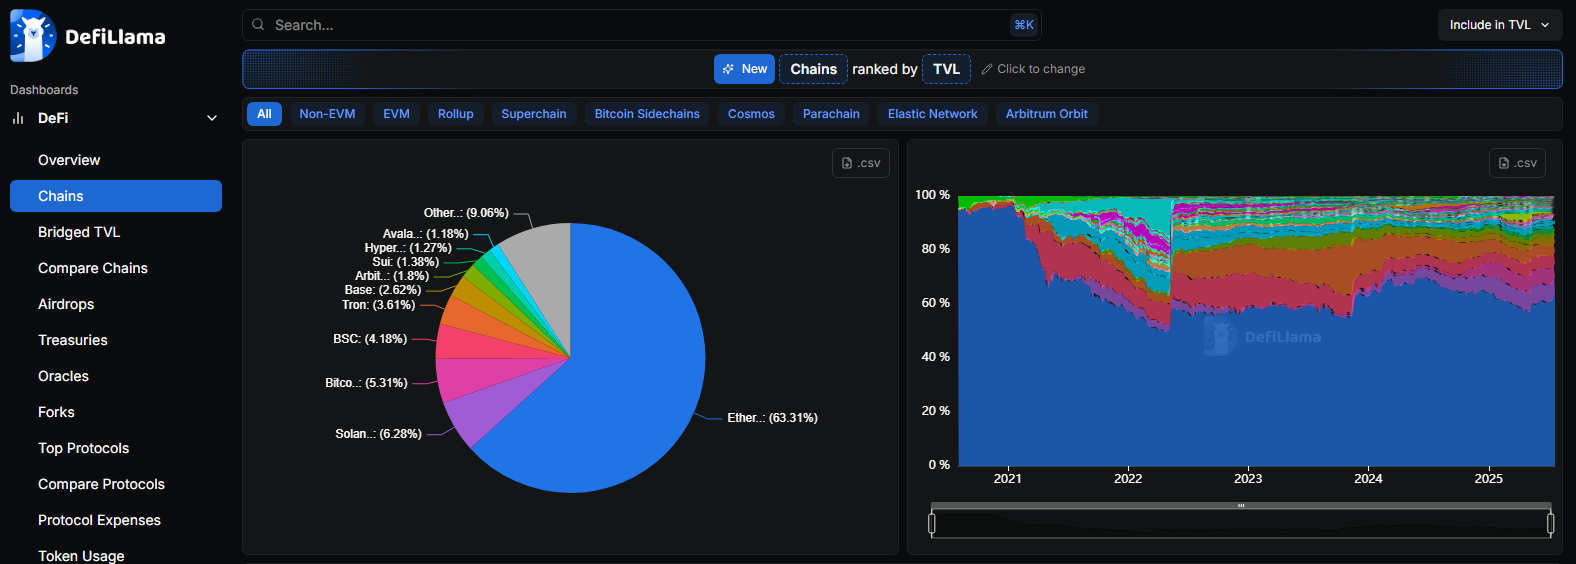 DefiLlama
Search...
⌘K
Include in TVL
New Chains ranked by TVL Click to change
Dashboards
DeFi
Overview
Chains
Bridged TVL
Compare Chains
Airdrops
Treasuries
Oracles
Forks
Top Protocols
Compare Protocols
Protocol Expenses
Token Usage
All Non-EVM EVM Rollup Superchain Bitcoin Sidechains Cosmos Parachain Elastic Network Arbitrum Orbit
.csv
Other..: (9.06%)
Avala..: (1.18%)
Hyper..: (1.27%)
Sui: (1.38%)
Arbit..: (1.8%)
Base: (2.62%)
Tron: (3.61%)
BSC: (4.18%)
Bitco..: (5.31%)
Solan..: (6.28%)
Ether..: (63.31%)
.csv
100 %
80 %
60 %
40 %
20 %
0 %
DefiLlama
2021 2022 2023 2024 2025